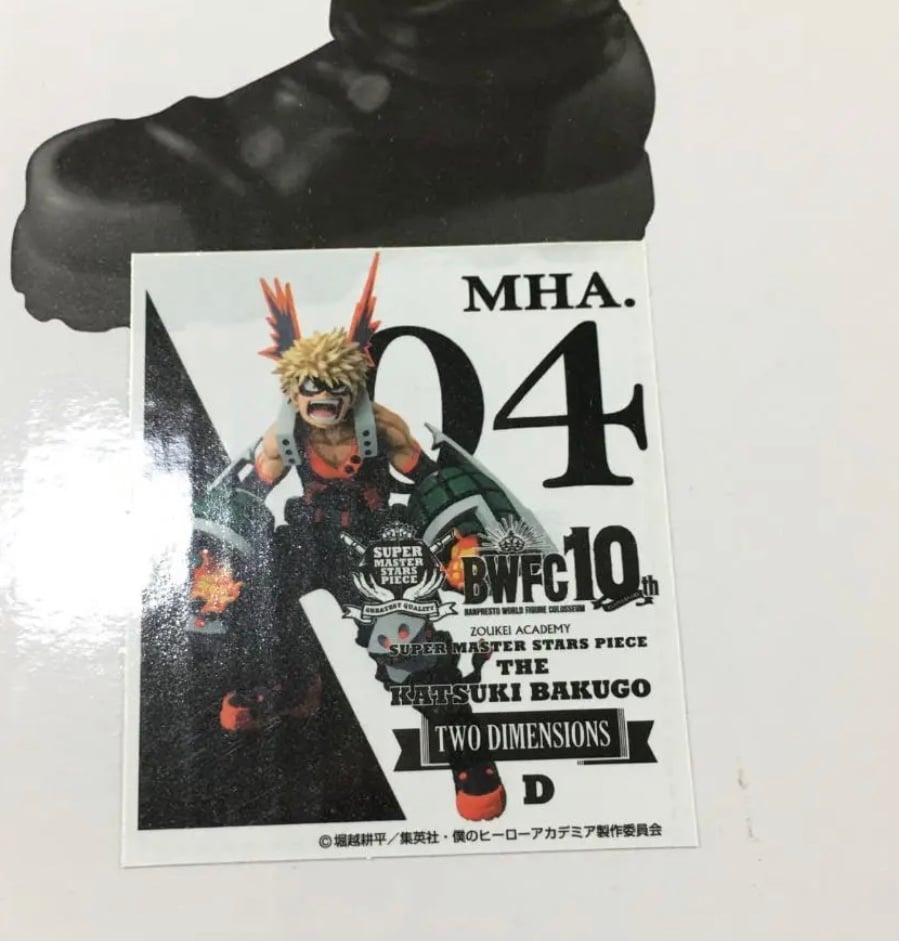 MHA.
04
SUPER
MASTER
STARS
PIECE
GREATEST QUALITY
BWFC10th
BANPRESTO WORLD FIGURE COLOSSEUM
ZOUKEI ACADEMY
SUPER MASTER STARS PIECE
THE
KATSUKI BAKUGO
TWO DIMENSIONS
D
©堀越耕平／集英社・僕のヒーローアカデミア製作委員会